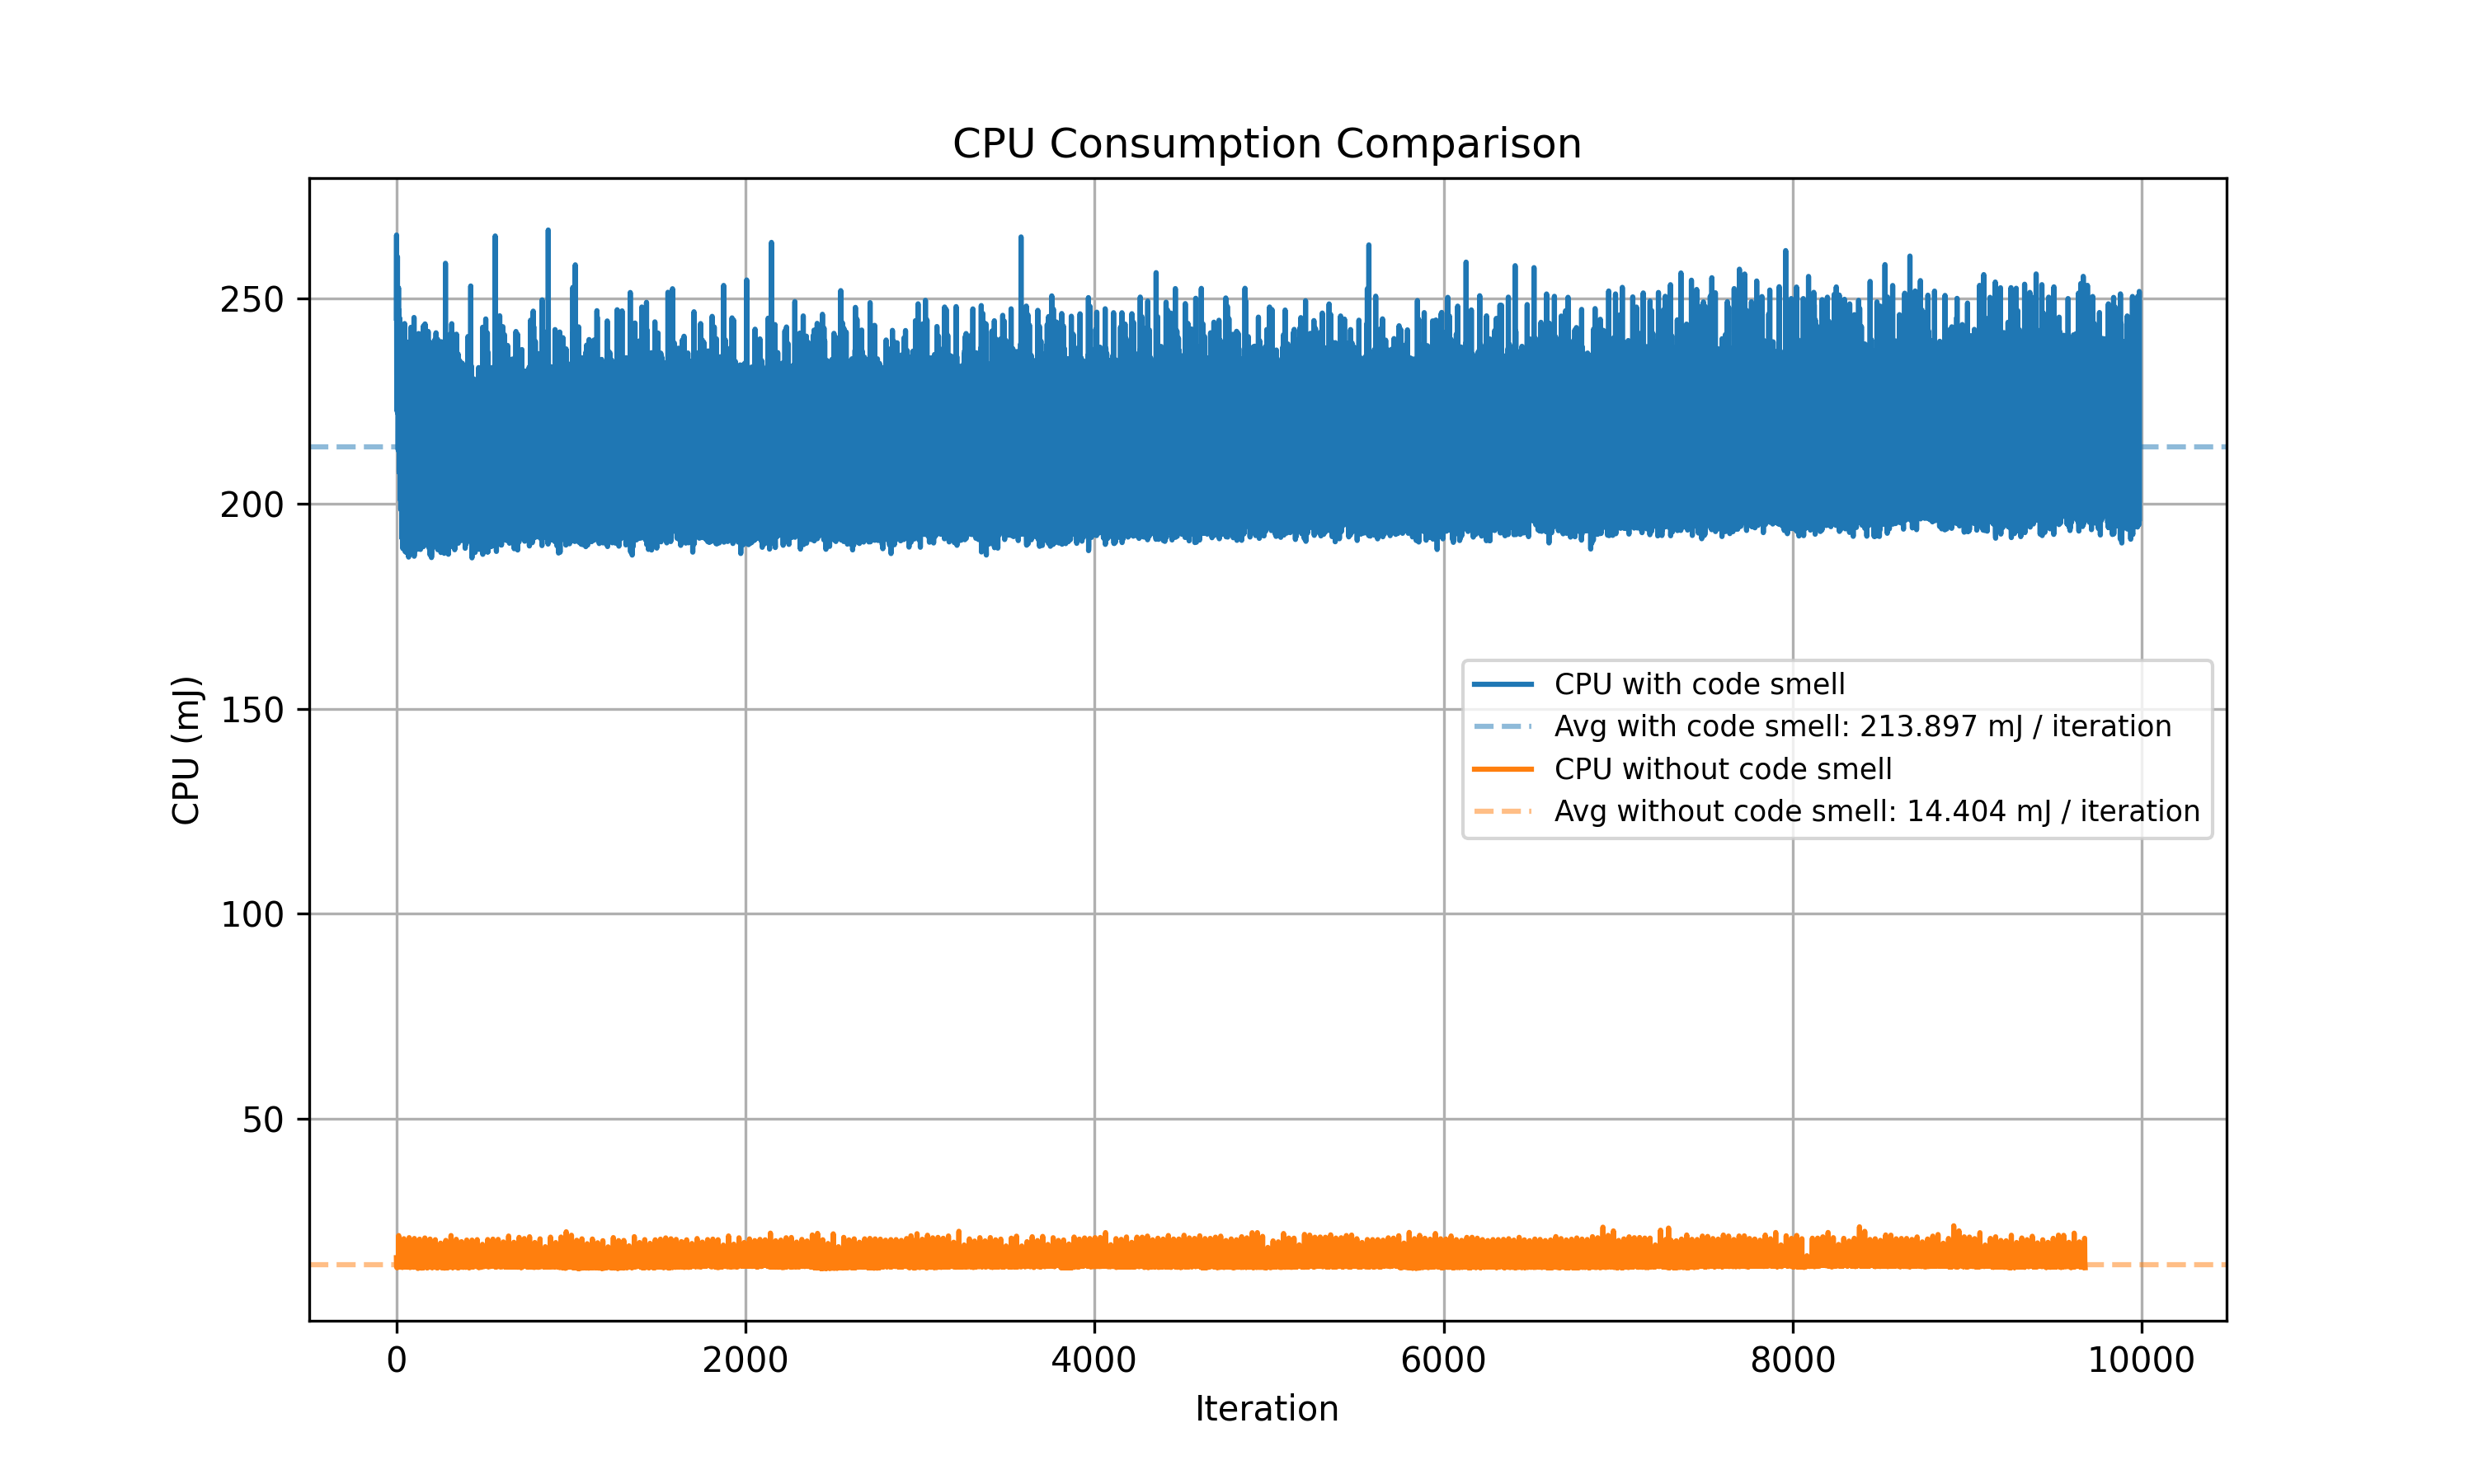 CPU Consumption Comparison
CPU (mJ)
250
200
150
100
50
CPU with code smell
Avg with code smell: 213.897 mJ / iteration
CPU without code smell
Avg without code smell: 14.404 mJ / iteration
0 2000 4000 6000 8000 10000
Iteration